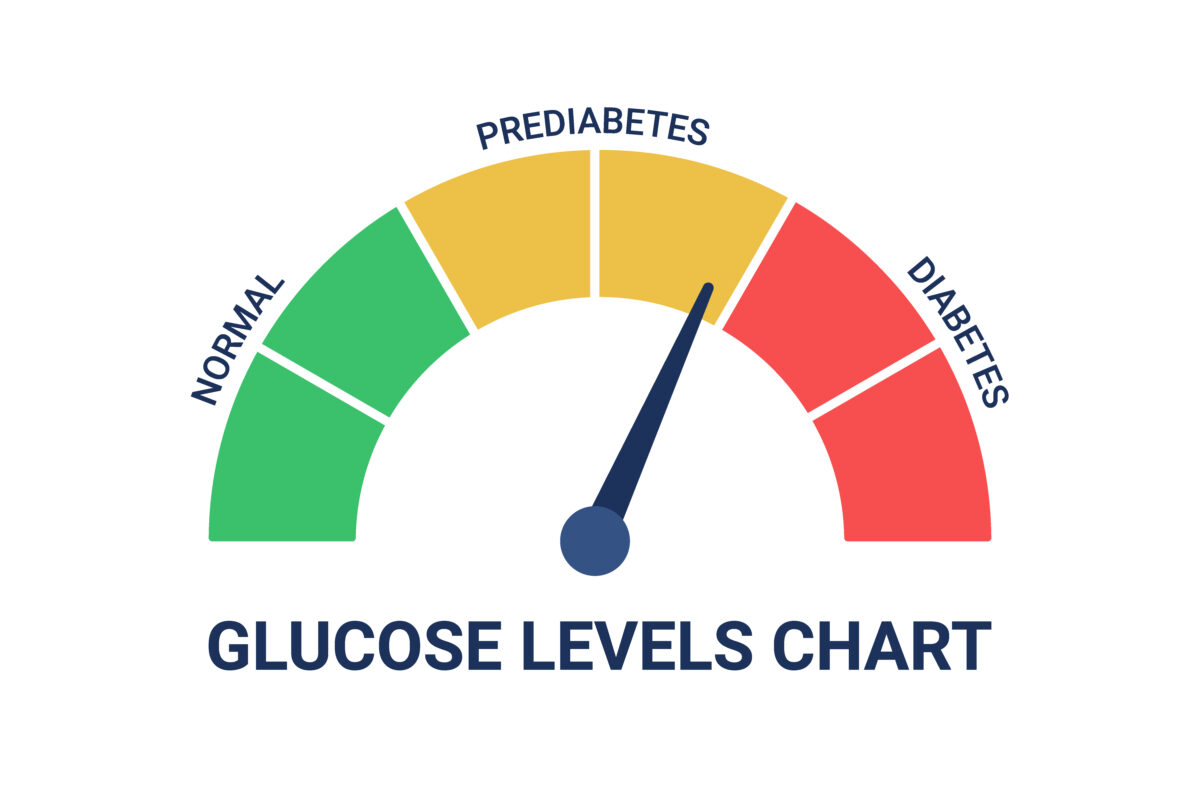 PREDIABETES
NORMAL
DIABETES
GLUCOSE LEVELS CHART